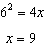 6² = 4x
x = 9